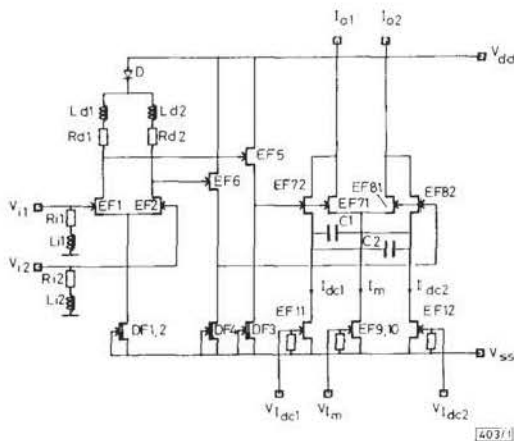 Io1 Io2
Vdd
D
Ld1 Ld2
Rd1 Rd2
EF5
EF6
EF72 EF71 EF81 EF82
Vi1 EF1 EF2
Ri1 C1
Li1 C2
Vi2
Ri2 Idc1 Im Idc2
Li2
EF11 EF12
DF1,2 DF4 DF3 EF9,10
Vss
VIdc1 VIm VIdc2
403/1